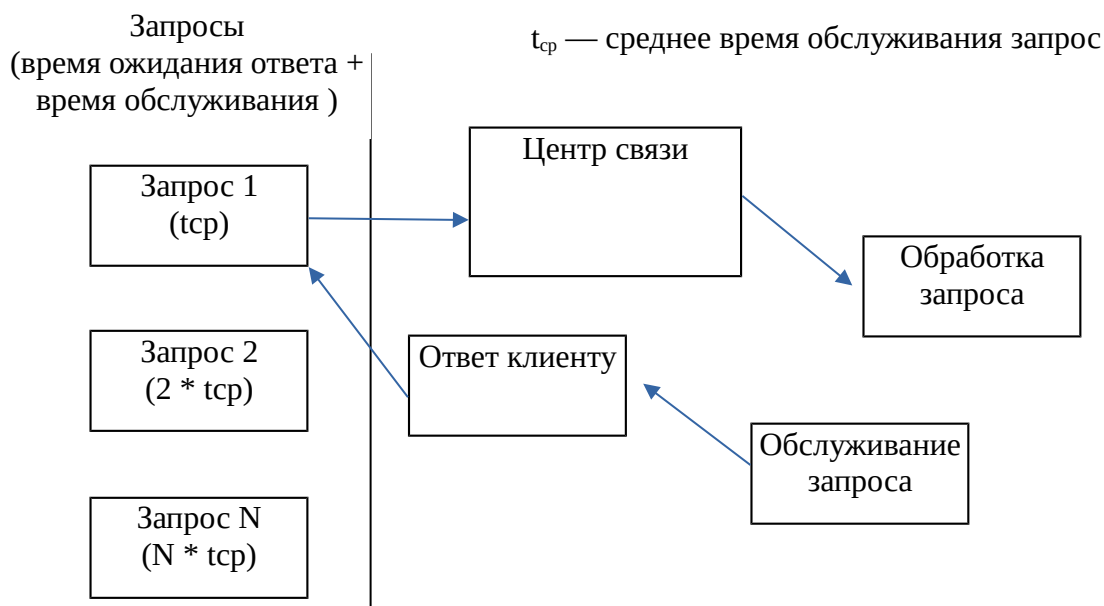 Запросы
(время ожидания ответа +
время обслуживания )
tср — среднее время обслуживания запрос
Запрос 1
(tср)
Центр связи
Обработка
запроса
Запрос 2
(2 * tср)
Ответ клиенту
Обслуживание
запроса
Запрос N
(N * tср)